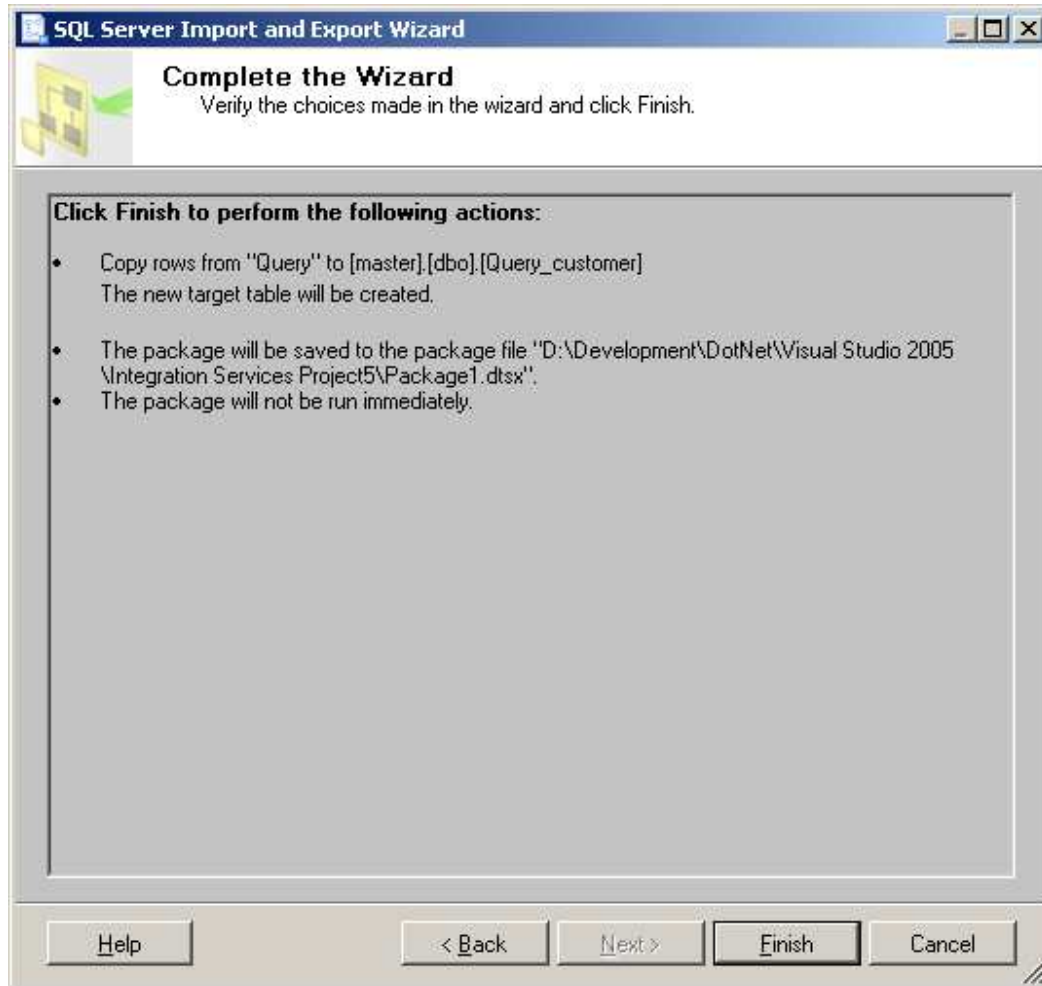 SQL Server Import and Export Wizard
Complete the Wizard
Verify the choices made in the wizard and click Finish.
Click Finish to perform the following actions:
• Copy rows from "Query" to [master].[dbo].[Query_customer]
The new target table will be created.
• The package will be saved to the package file "D:\Development\DotNet\Visual Studio 2005
\Integration Services Project5\Package1.dtsx".
• The package will not be run immediately.
Help
< Back
Next >
Finish
Cancel